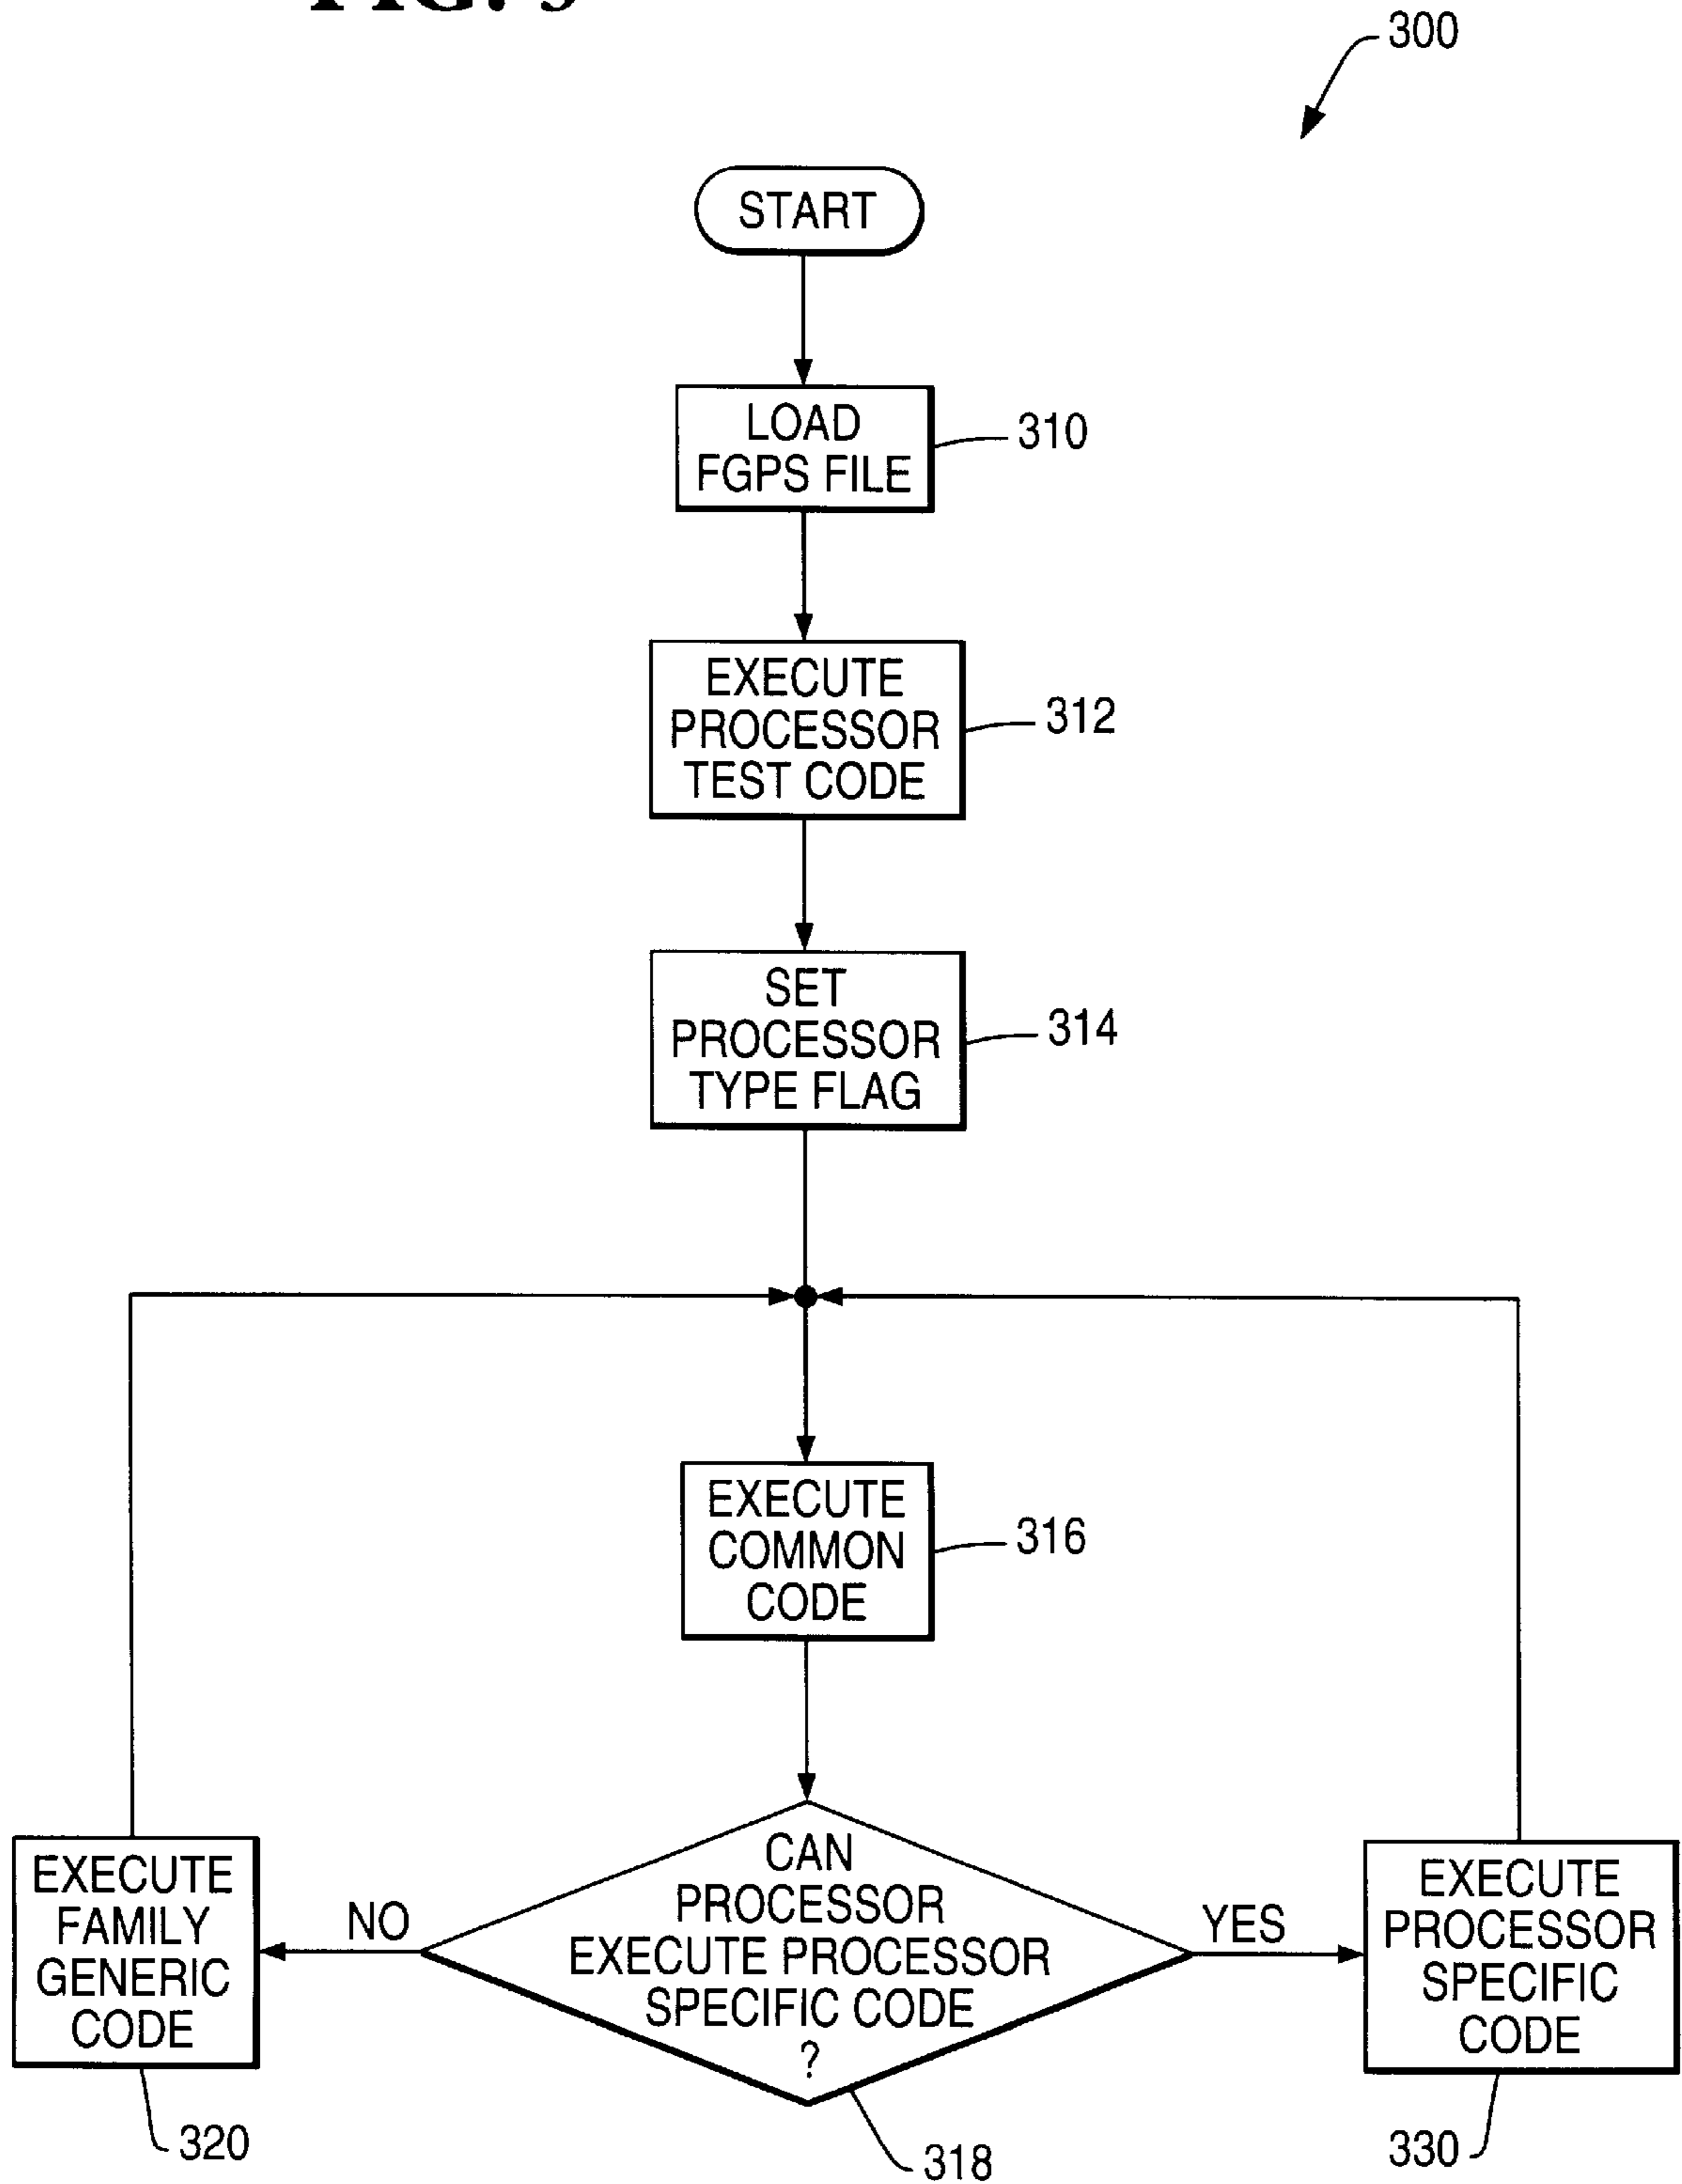 300
START
LOAD
FGPS FILE
310
EXECUTE
PROCESSOR
TEST CODE
312
SET
PROCESSOR
TYPE FLAG
314
EXECUTE
COMMON
CODE
316
EXECUTE
FAMILY
GENERIC
CODE
320
NO
CAN
PROCESSOR
EXECUTE PROCESSOR
SPECIFIC CODE
?
318
YES
EXECUTE
PROCESSOR
SPECIFIC
CODE
330